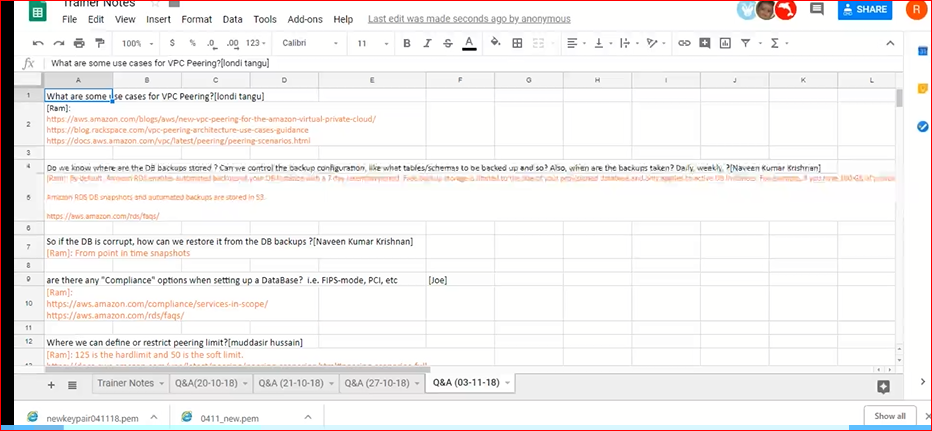 File Edit View Insert Format Data Tools Add-ons Help Last edit was made seconds ago by anonymous
SHARE
R
100% $ % .0 .00 123 Calibri 11 B I S A
fx What are some use cases for VPC Peering?[londi tangu]
A B C D E F G H I J K L
1 What are some use cases for VPC Peering?[londi tangu]
[Ram]:
2 https://aws.amazon.com/blogs/aws/new-vpc-peering-for-the-amazon-virtual-private-cloud/
https://blog.rackspace.com/vpc-peering-architecture-use-cases-guidance
https://docs.aws.amazon.com/vpc/latest/peering/peering-scenarios.html
3
4 Do we know where are the DB backups stored ? Can we control the backup configuration, like what tables/schemas to be backed up and so? Also, when are the backups taken? Daily, weekly, ?[Naveen Kumar Krishnan]
5 Amazon RDS DB snapshots and automated backups are stored in S3.
https://aws.amazon.com/rds/faqs/
6
7 So if the DB is corrupt, how can we restore it from the DB backups ?[Naveen Kumar Krishnan]
[Ram]: From point in time snapshots
8
9 are there any "Compliance" options when setting up a DataBase? i.e. FIPS-mode, PCI, etc [Joe]
[Ram]:
10 https://aws.amazon.com/compliance/services-in-scope/
https://aws.amazon.com/rds/faqs/
11
12 Where we can define or restrict peering limit?[muddasir hussain]
[Ram]: 125 is the hardlimit and 50 is the soft limit.
Trainer Notes Q&A(20-10-18) Q&A (21-10-18) Q&A (27-10-18) Q&A (03-11-18)
newkeypair041118.pem 0411_new.pem Show all